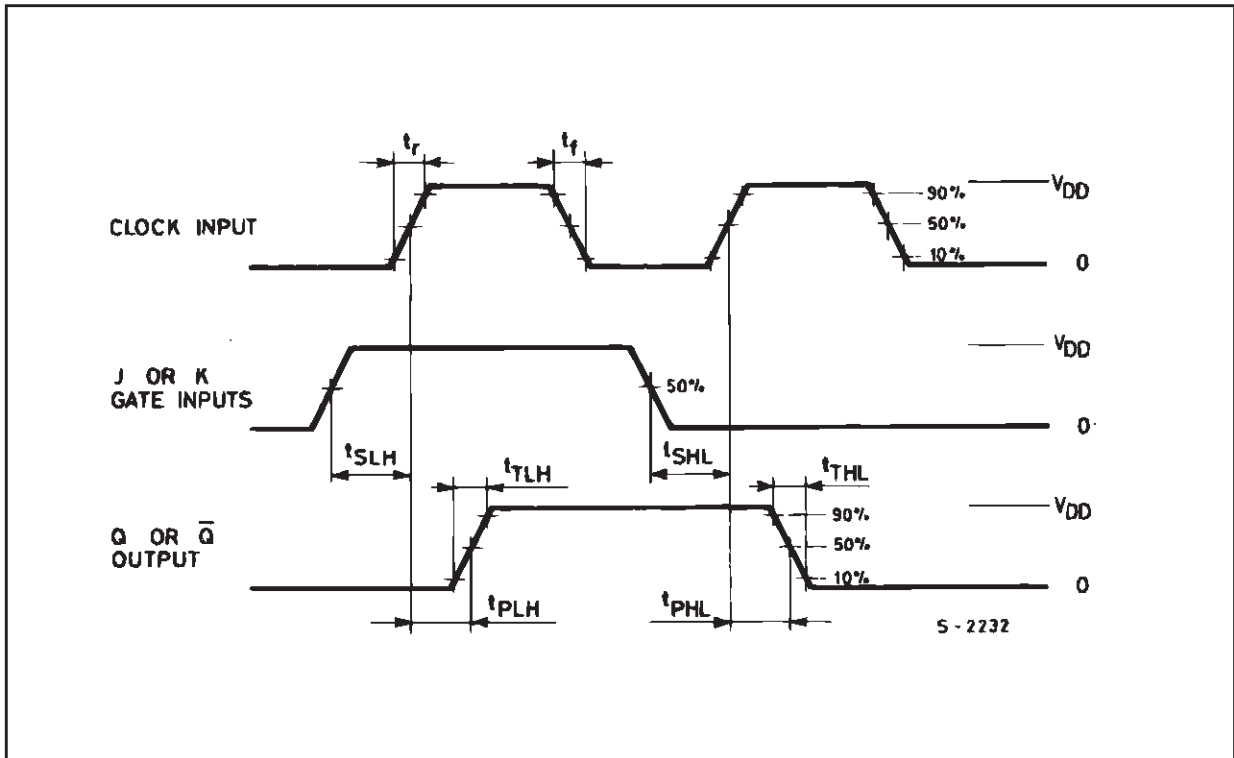 tr
tf
VDD
90%
CLOCK INPUT
50%
10%
0
VDD
J OR K
GATE INPUTS
50%
0
tSLH
tSHL
tTLH
tTHL
VDD
Q OR Q̅
OUTPUT
90%
50%
10%
0
tPLH
tPHL
S-2232